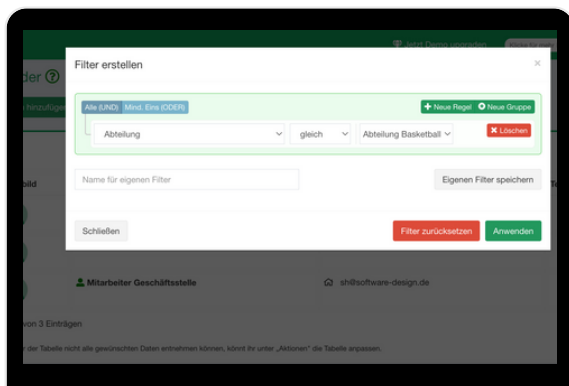 Jetzt Demo upgraden
der ?
hinzufügen
Filter erstellen ×
Alle (UND) Mind. Eins (ODER) Neue Regel Neue Gruppe
Abteilung gleich Abteilung Basketball Löschen
bild
Name für eigenen Filter Eigenen Filter speichern
Schließen Filter zurücksetzen Anwenden
Mitarbeiter Geschäftsstelle sh@software-design.de
von 3 Einträgen
der Tabelle nicht alle gewünschten Daten entnehmen können, könnt ihr unter „Aktionen" die Tabelle anpassen.